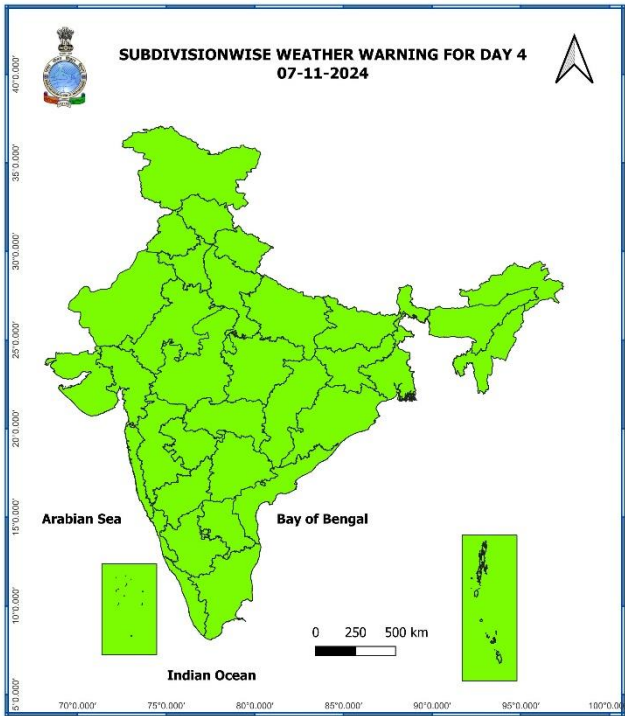 SUBDIVISIONWISE WEATHER WARNING FOR DAY 4
07-11-2024
40°0.000'
35°0.000'
30°0.000'
25°0.000'
20°0.000'
15°0.000'
10°0.000'
5°0.000'
Arabian Sea
Bay of Bengal
0 250 500 km
Indian Ocean
70°0.000' 75°0.000' 80°0.000' 85°0.000' 90°0.000' 95°0.000' 100°0.000'